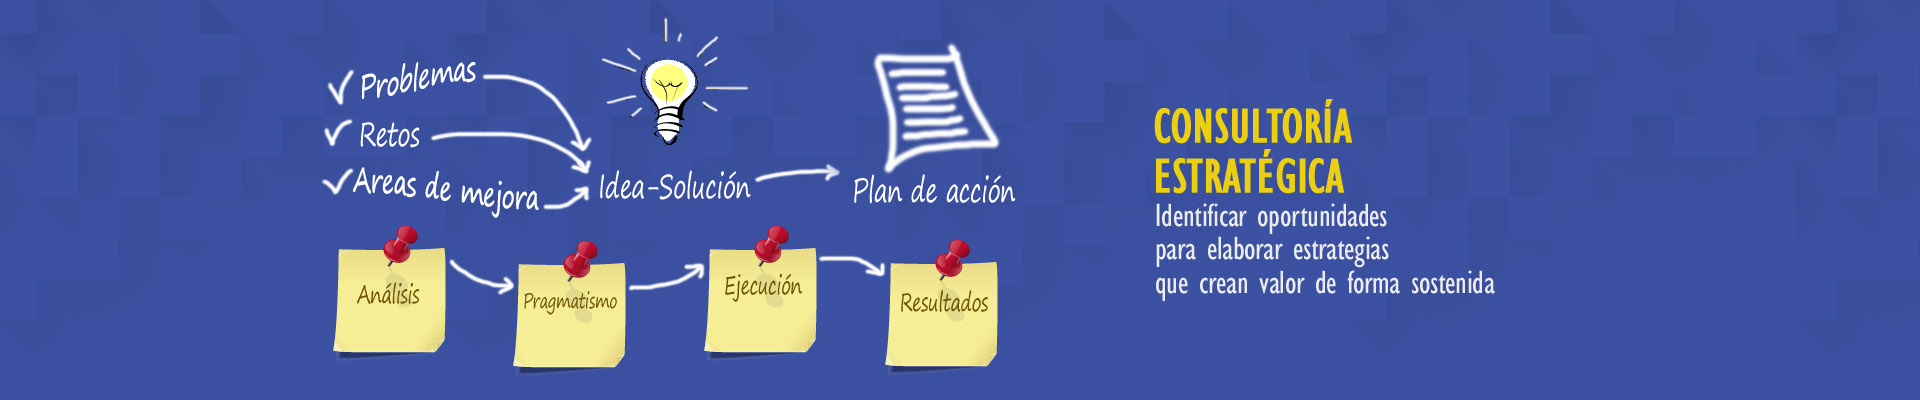 Problemas
Retos
Areas de mejora
Idea-Solución
Plan de acción
Análisis
Pragmatismo
Ejecución
Resultados
CONSULTORÍA
ESTRATÉGICA
Identificar oportunidades
para elaborar estrategias
que crean valor de forma sostenida